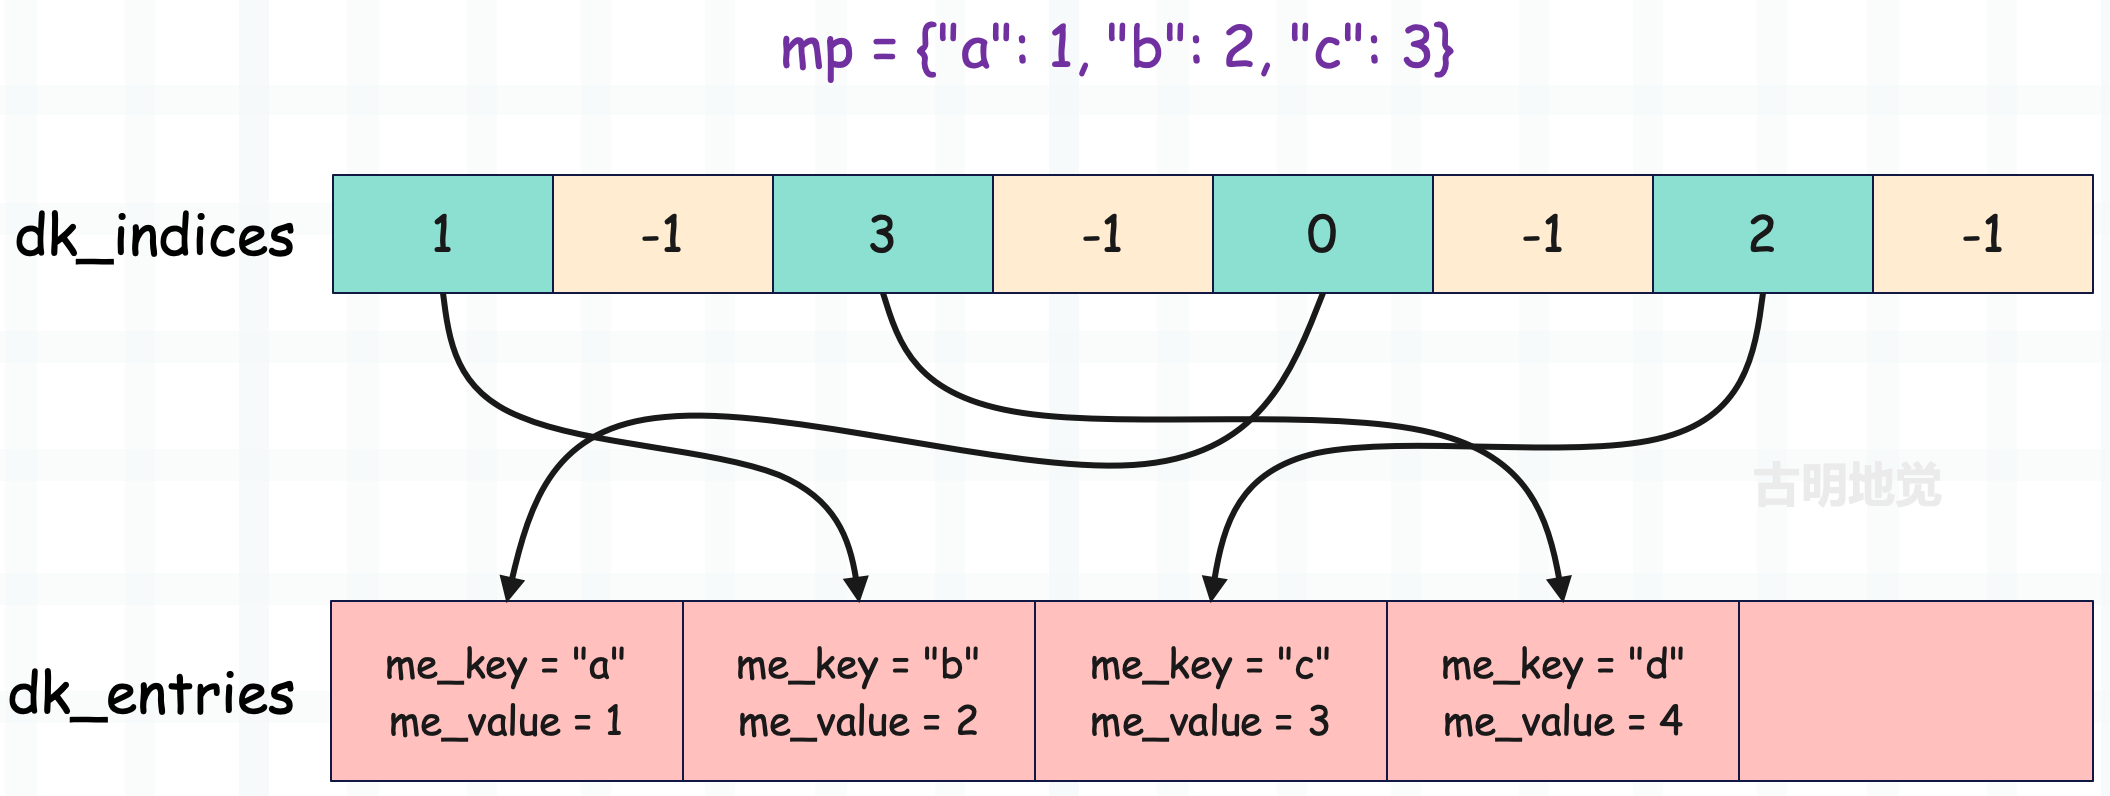 mp = {"a": 1, "b": 2, "c": 3}
dk_indices 1 -1 3 -1 0 -1 2 -1
古明地觉
dk_entries
me_key = "a" me_key = "b" me_key = "c" me_key = "d"
me_value = 1 me_value = 2 me_value = 3 me_value = 4